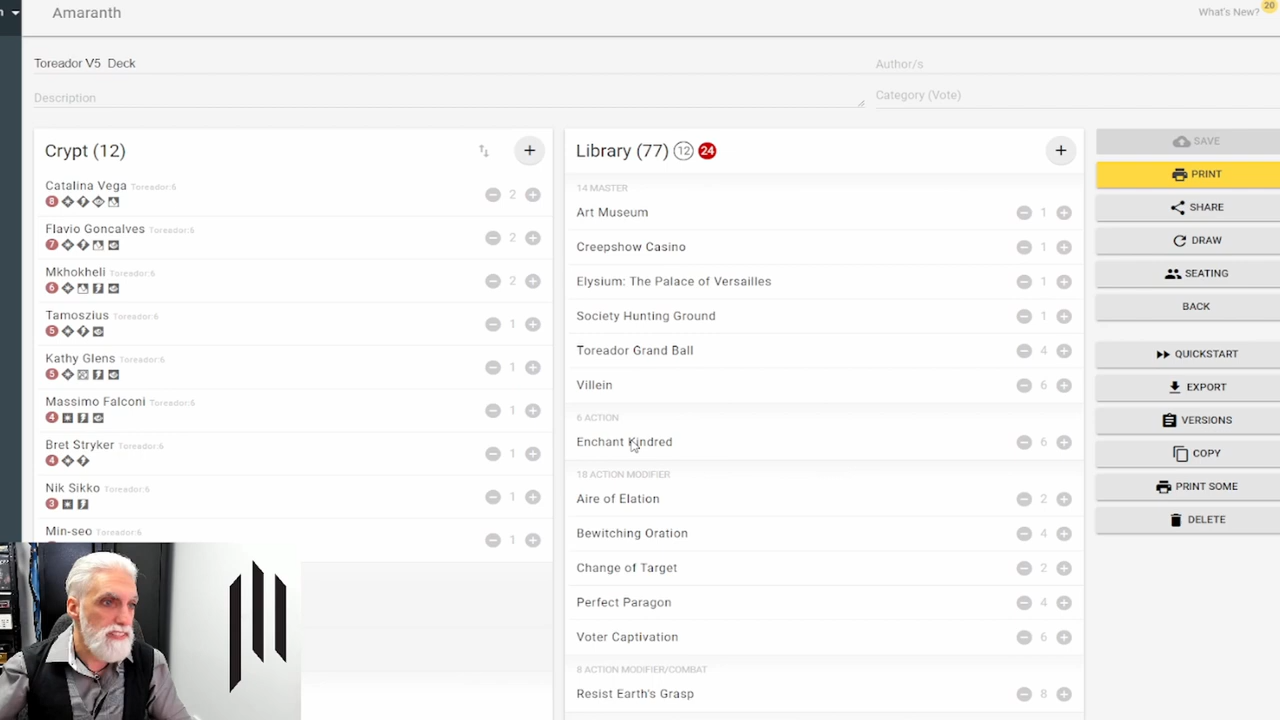 n
Amaranth
What's New? 20
Toreador V5 Deck
Author/s
Description
Category (Vote)
Crypt (12)
Catalina Vega Toreador:6
8
2
Flavio Goncalves Toreador:6
7
2
Mkhokheli Toreador:6
6
2
Tamoszius Toreador:6
5
1
Kathy Glens Toreador:6
5
1
Massimo Falconi Toreador:6
4
1
Bret Stryker Toreador:6
4
1
Nik Sikko Toreador:6
3
1
Min-seo Toreador:6
1
Library (77) 12 24
14 MASTER
Art Museum 1
Creepshow Casino 1
Elysium: The Palace of Versailles 1
Society Hunting Ground 1
Toreador Grand Ball 4
Villein 6
6 ACTION
Enchant Kindred 6
18 ACTION MODIFIER
Aire of Elation 2
Bewitching Oration 4
Change of Target 2
Perfect Paragon 4
Voter Captivation 6
8 ACTION MODIFIER/COMBAT
Resist Earth's Grasp 8
SAVE
PRINT
SHARE
DRAW
SEATING
BACK
QUICKSTART
EXPORT
VERSIONS
COPY
PRINT SOME
DELETE